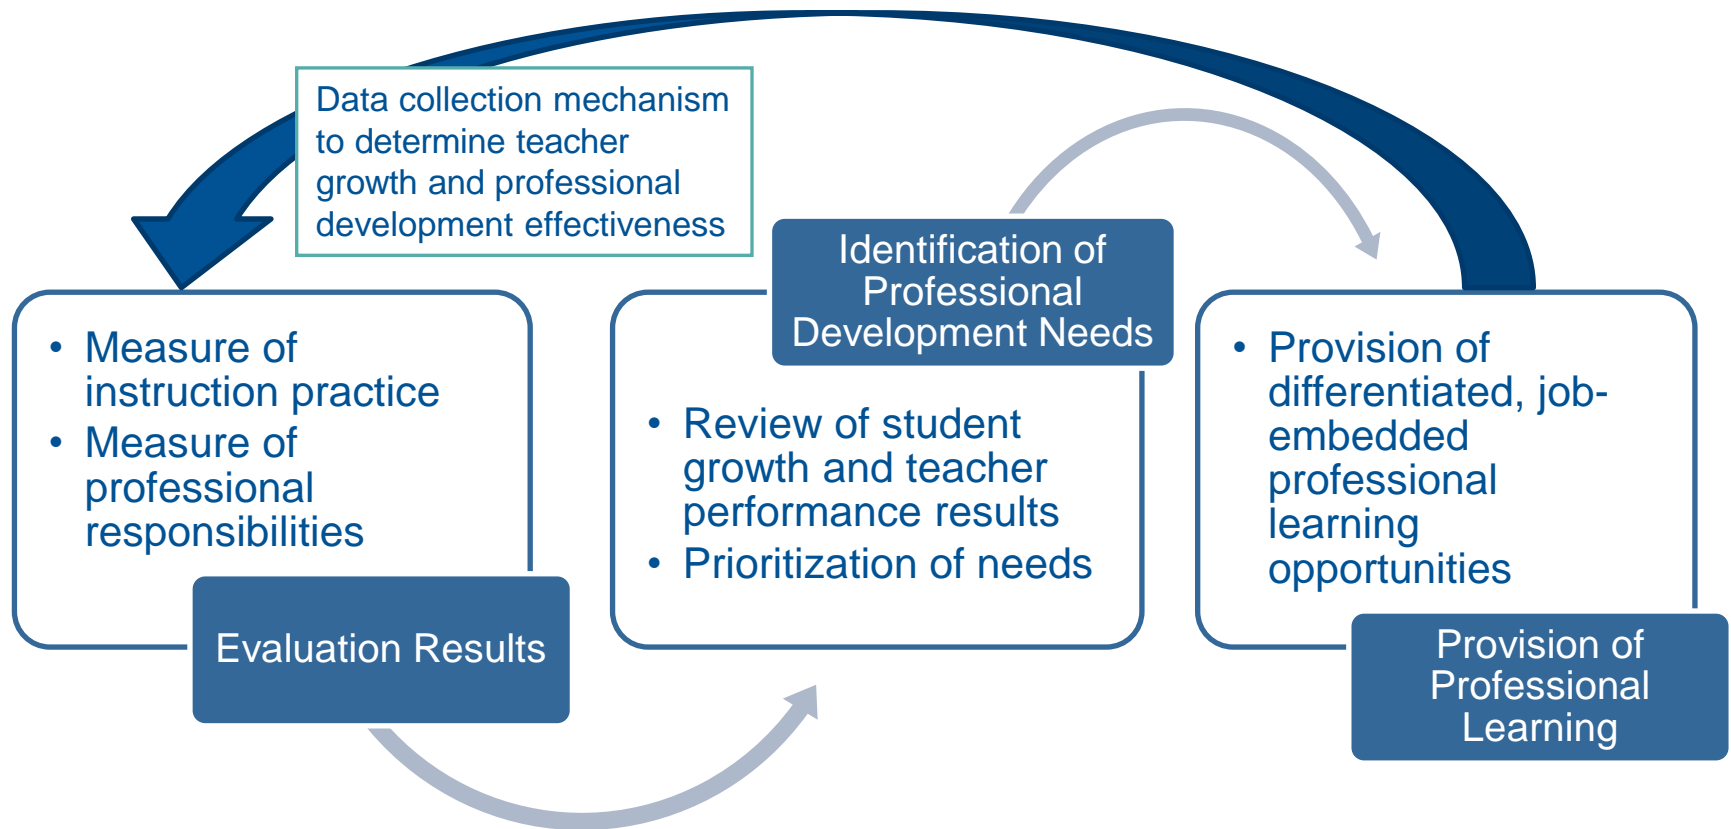 Data collection mechanism
to determine teacher
growth and professional
development effectiveness
• Measure of
instruction practice
• Measure of
professional
responsibilities
Evaluation Results
Identification of
Professional
Development Needs
• Review of student
growth and teacher
performance results
• Prioritization of needs
• Provision of
differentiated, job-
embedded
professional
learning
opportunities
Provision of
Professional
Learning